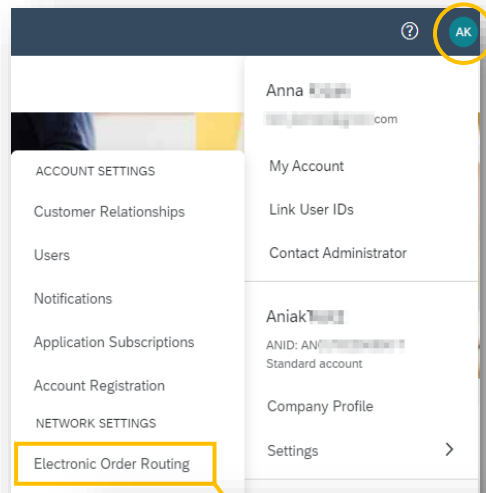 AK
Anna
com
My Account
Link User IDs
Contact Administrator
ANID: AN
Standard account
Company Profile
Settings
ACCOUNT SETTINGS
Customer Relationships
Users
Notifications
Application Subscriptions
Account Registration
NETWORK SETTINGS
Electronic Order Routing